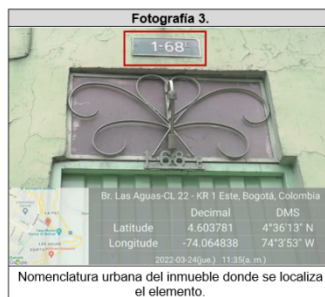 Fotografía 3.
1-68
1-68
Br. Las Aguas-CL 22 - KR 1 Este, Bogotá, Colombia
Decimal DMS
Latitude 4.603781 4°36'13" N
Longitude -74.064838 74°3'53" W
2022-03-24(jue.) 11:35(a. m.)
Google
Nomenclatura urbana del inmueble donde se localiza
el elemento.